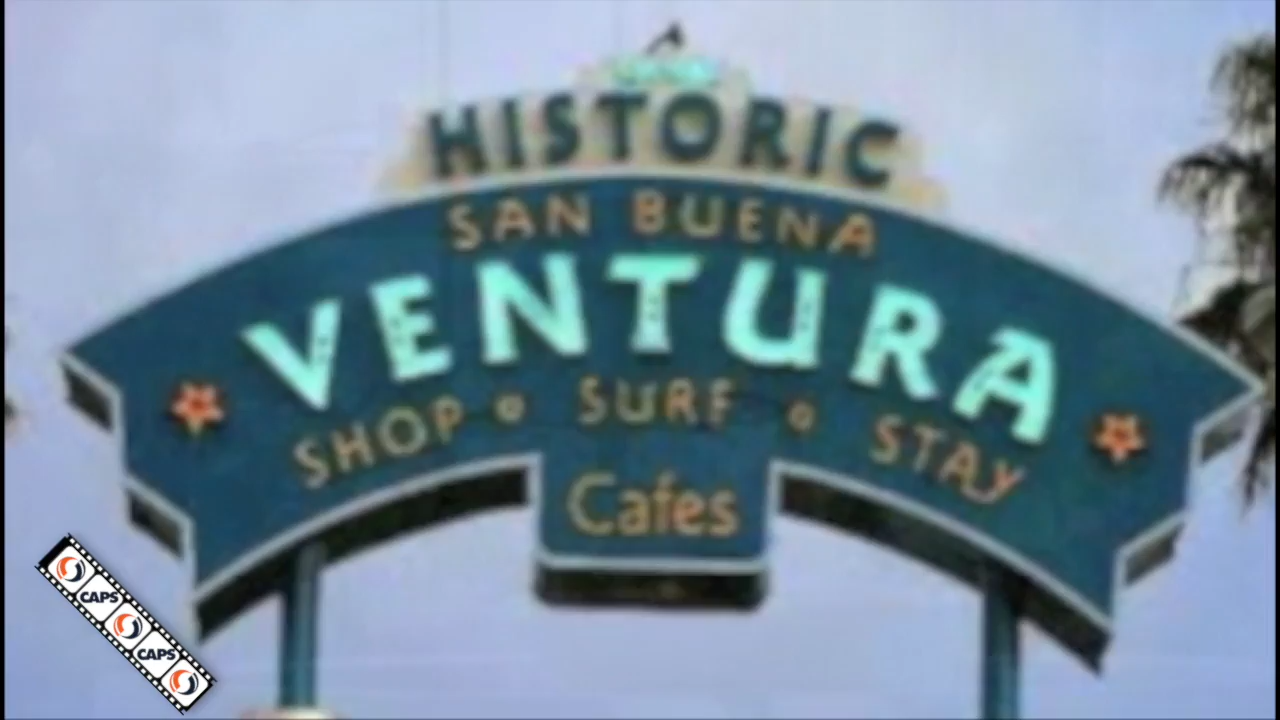 HISTORIC
SAN BUENA
VENTURA
SHOP • SURF • STAY
Cafes
CAPS
CAPS